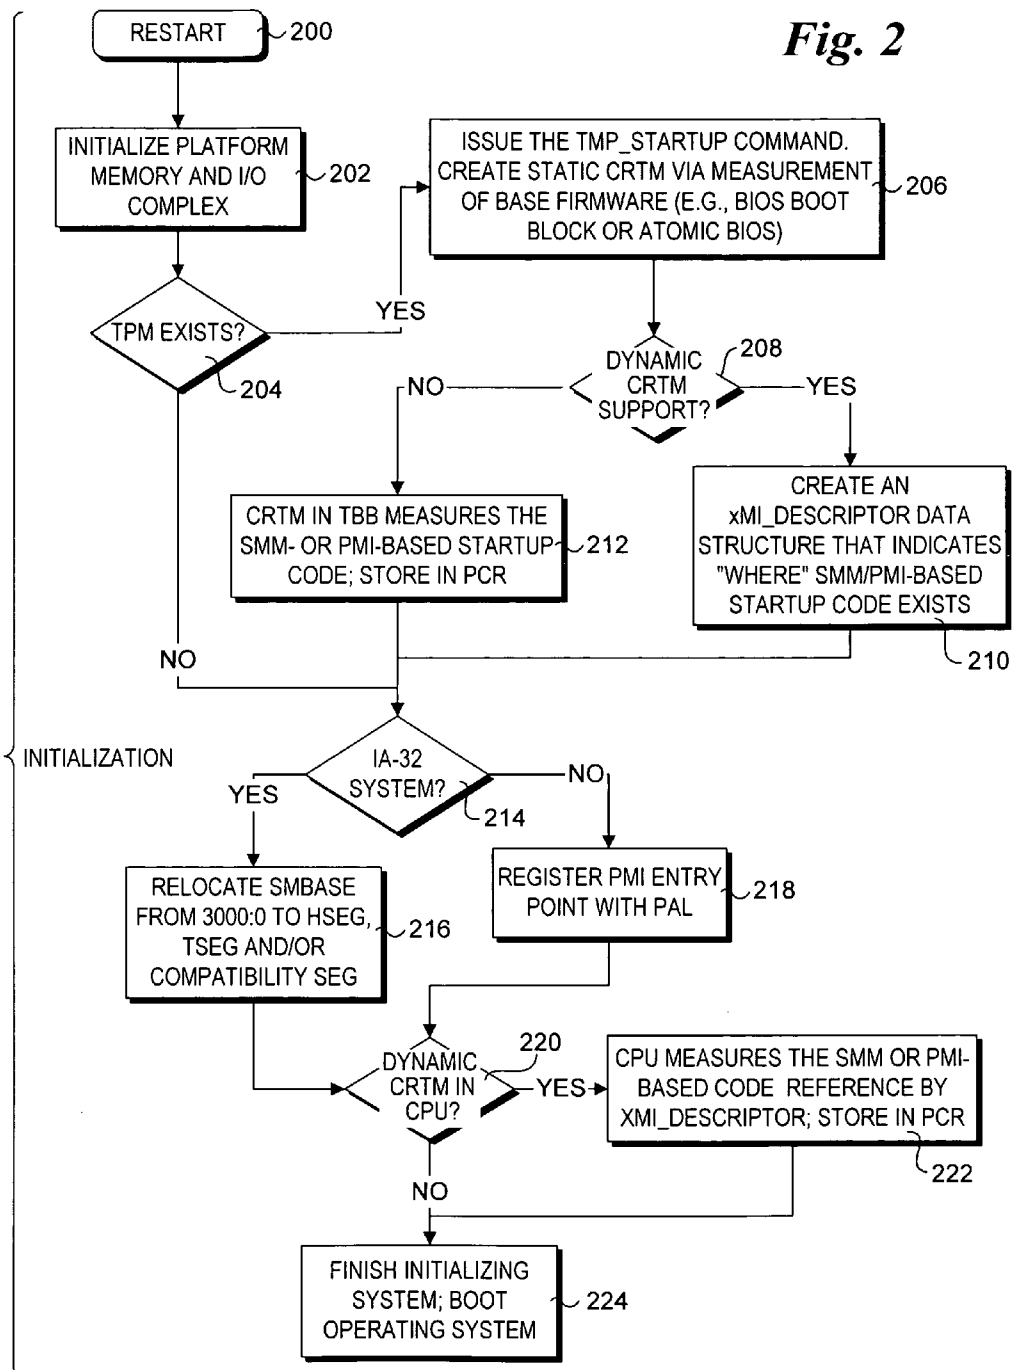 Fig. 2
RESTART
200
INITIALIZE PLATFORM
MEMORY AND I/O
COMPLEX
202
TPM EXISTS?
204
YES
NO
ISSUE THE TMP_STARTUP COMMAND.
CREATE STATIC CRTM VIA MEASUREMENT
OF BASE FIRMWARE (E.G., BIOS BOOT
BLOCK OR ATOMIC BIOS)
206
DYNAMIC
CRTM
SUPPORT?
208
NO
YES
CRTM IN TBB MEASURES THE
SMM- OR PMI-BASED STARTUP
CODE; STORE IN PCR
212
CREATE AN
xMI_DESCRIPTOR DATA
STRUCTURE THAT INDICATES
"WHERE" SMM/PMI-BASED
STARTUP CODE EXISTS
210
INITIALIZATION
IA-32
SYSTEM?
214
YES
NO
RELOCATE SMBASE
FROM 3000:0 TO HSEG,
TSEG AND/OR
COMPATIBILITY SEG
216
REGISTER PMI ENTRY
POINT WITH PAL
218
DYNAMIC
CRTM IN
CPU?
220
YES
NO
CPU MEASURES THE SMM OR PMI-
BASED CODE REFERENCE BY
XMI_DESCRIPTOR; STORE IN PCR
222
FINISH INITIALIZING
SYSTEM; BOOT
OPERATING SYSTEM
224